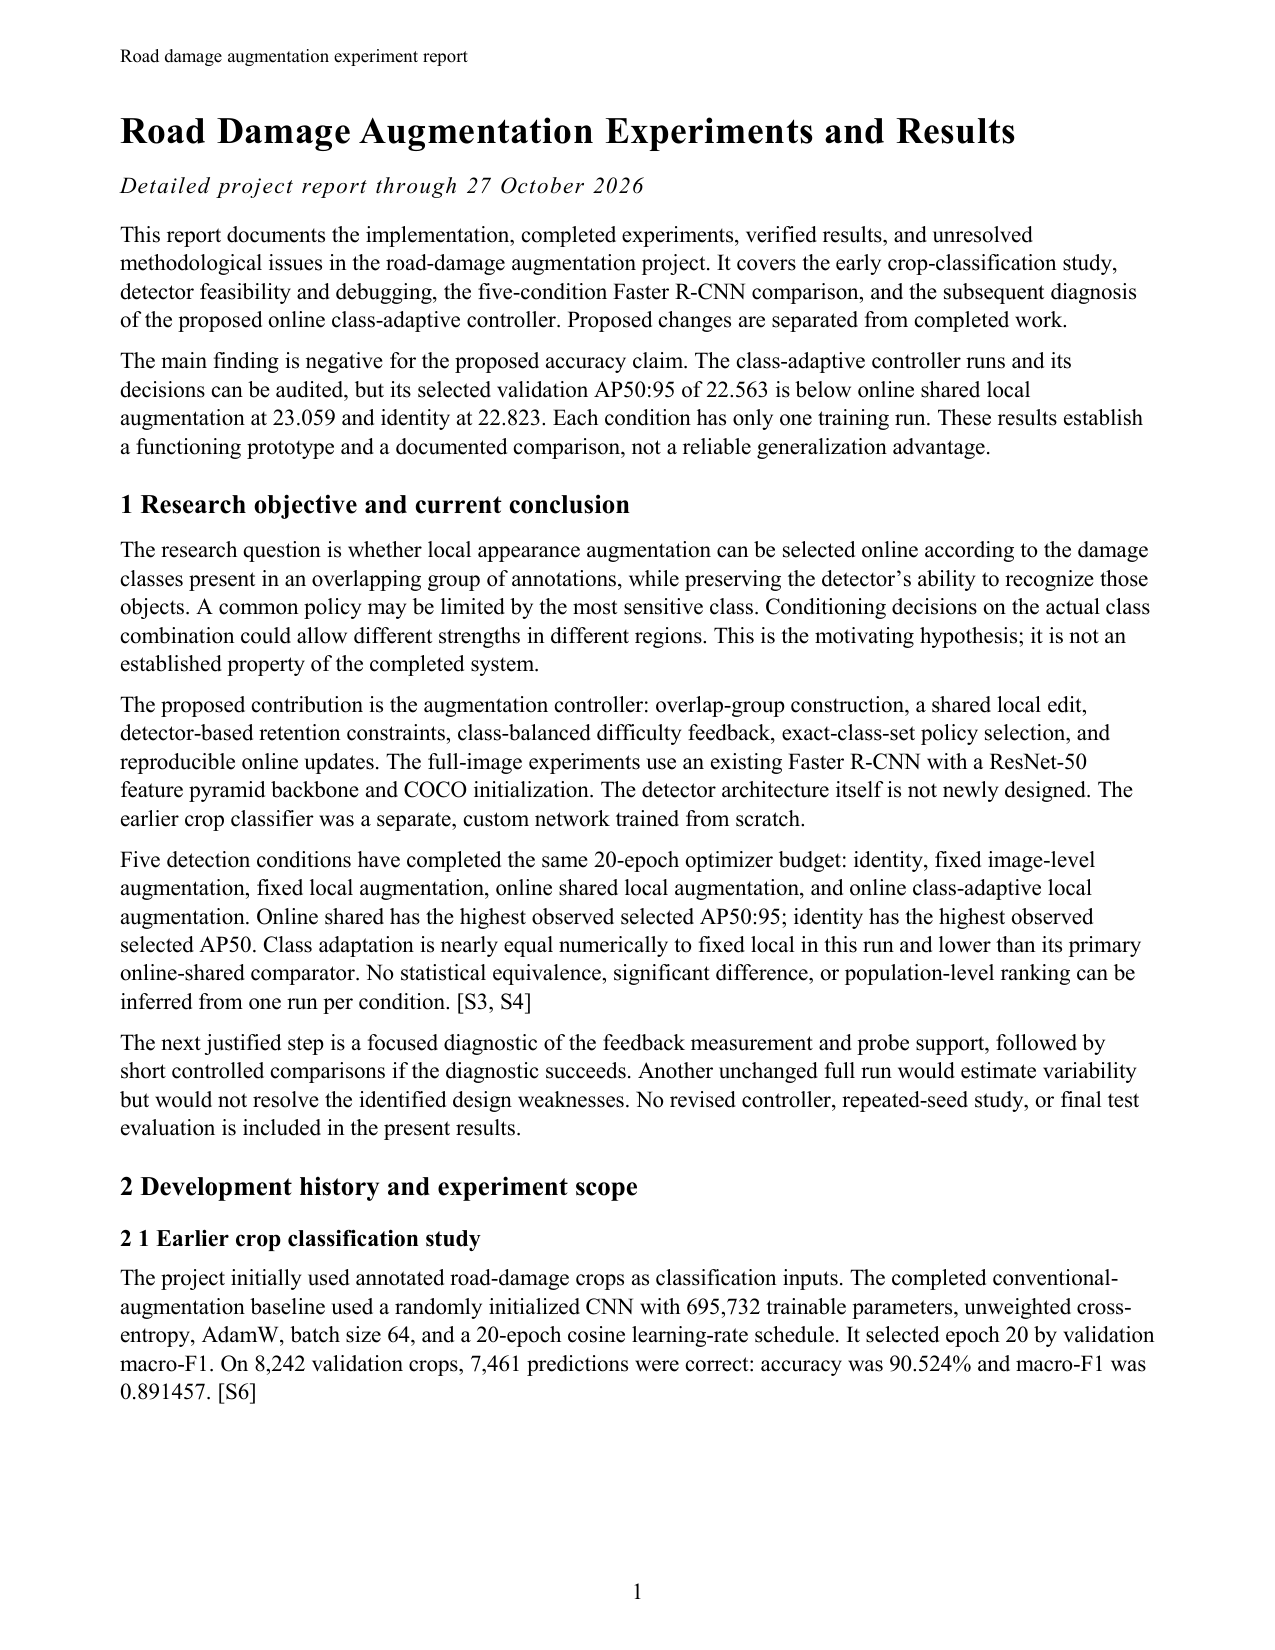 Road damage augmentation experiment report
Road Damage Augmentation Experiments and Results
Detailed project report through 27 October 2026
This report documents the implementation, completed experiments, verified results, and unresolved
methodological issues in the road-damage augmentation project. It covers the early crop-classification study,
detector feasibility and debugging, the five-condition Faster R-CNN comparison, and the subsequent diagnosis
of the proposed online class-adaptive controller. Proposed changes are separated from completed work.
The main finding is negative for the proposed accuracy claim. The class-adaptive controller runs and its
decisions can be audited, but its selected validation AP50:95 of 22.563 is below online shared local
augmentation at 23.059 and identity at 22.823. Each condition has only one training run. These results establish
a functioning prototype and a documented comparison, not a reliable generalization advantage.
1 Research objective and current conclusion
The research question is whether local appearance augmentation can be selected online according to the damage
classes present in an overlapping group of annotations, while preserving the detector’s ability to recognize those
objects. A common policy may be limited by the most sensitive class. Conditioning decisions on the actual class
combination could allow different strengths in different regions. This is the motivating hypothesis; it is not an
established property of the completed system.
The proposed contribution is the augmentation controller: overlap-group construction, a shared local edit,
detector-based retention constraints, class-balanced difficulty feedback, exact-class-set policy selection, and
reproducible online updates. The full-image experiments use an existing Faster R-CNN with a ResNet-50
feature pyramid backbone and COCO initialization. The detector architecture itself is not newly designed. The
earlier crop classifier was a separate, custom network trained from scratch.
Five detection conditions have completed the same 20-epoch optimizer budget: identity, fixed image-level
augmentation, fixed local augmentation, online shared local augmentation, and online class-adaptive local
augmentation. Online shared has the highest observed selected AP50:95; identity has the highest observed
selected AP50. Class adaptation is nearly equal numerically to fixed local in this run and lower than its primary
online-shared comparator. No statistical equivalence, significant difference, or population-level ranking can be
inferred from one run per condition. [S3, S4]
The next justified step is a focused diagnostic of the feedback measurement and probe support, followed by
short controlled comparisons if the diagnostic succeeds. Another unchanged full run would estimate variability
but would not resolve the identified design weaknesses. No revised controller, repeated-seed study, or final test
evaluation is included in the present results.
2 Development history and experiment scope
2 1 Earlier crop classification study
The project initially used annotated road-damage crops as classification inputs. The completed conventional-
augmentation baseline used a randomly initialized CNN with 695,732 trainable parameters, unweighted cross-
entropy, AdamW, batch size 64, and a 20-epoch cosine learning-rate schedule. It selected epoch 20 by validation
macro-F1. On 8,242 validation crops, 7,461 predictions were correct: accuracy was 90.524% and macro-F1 was
0.891457. [S6]
1